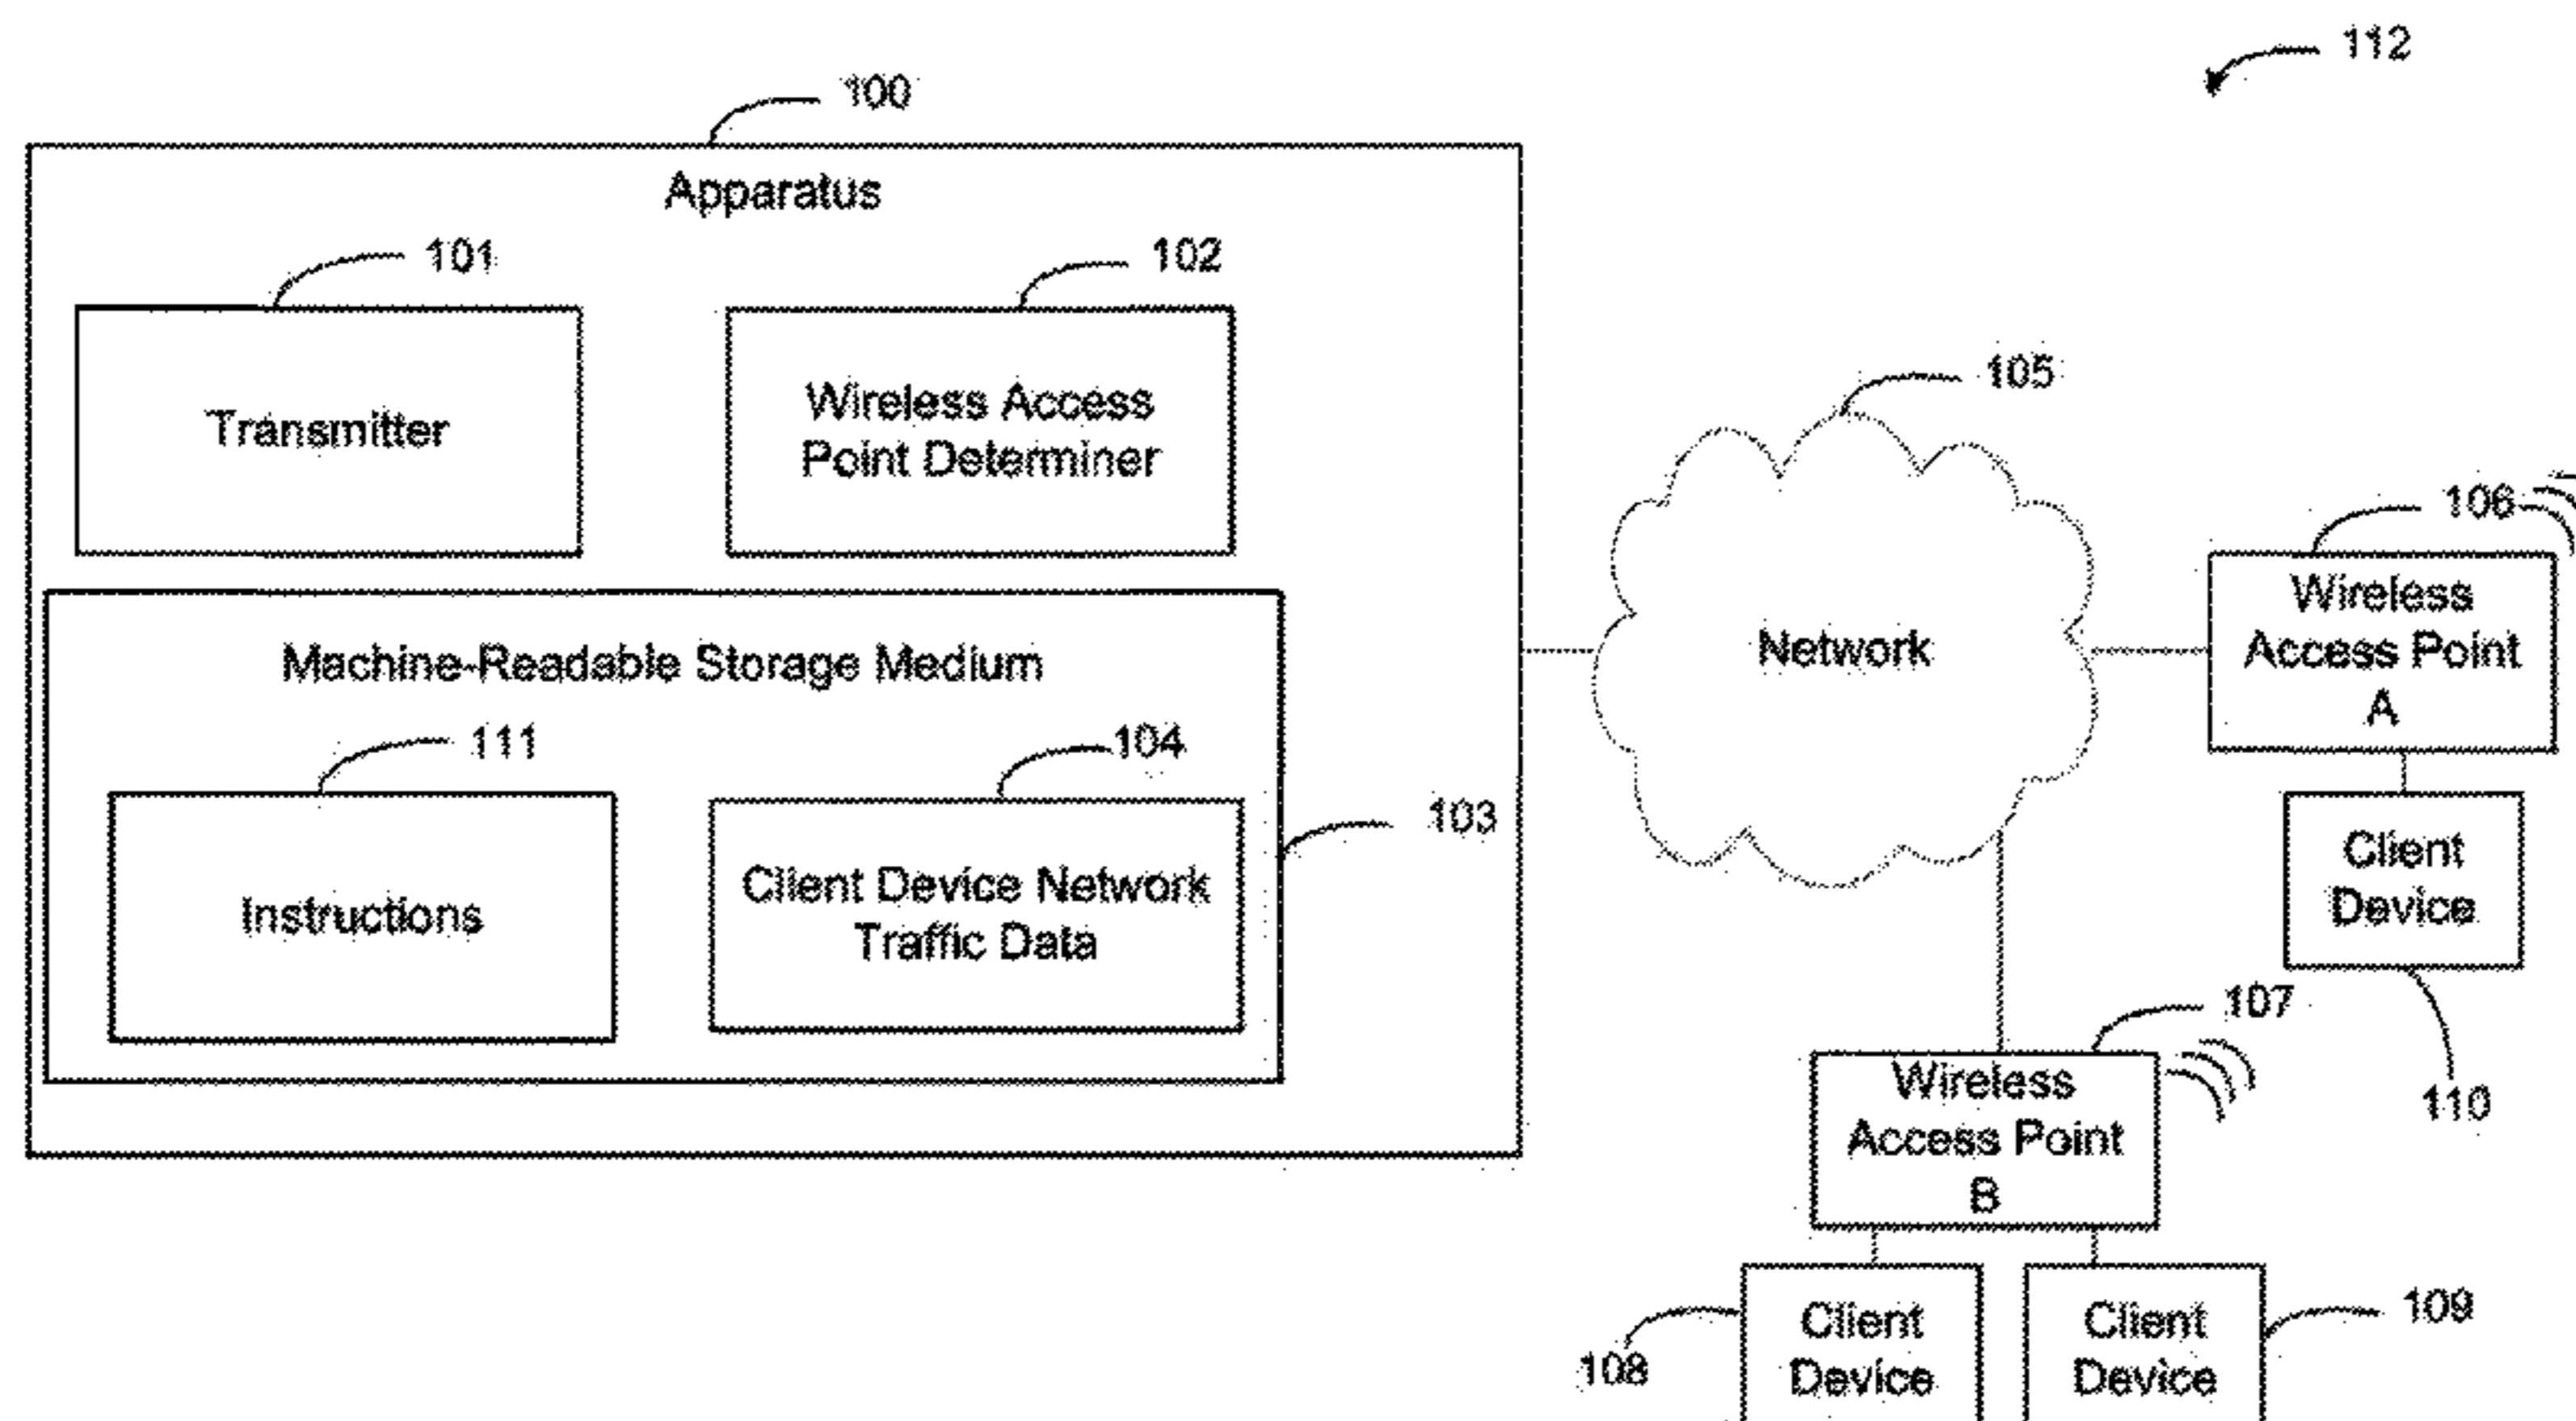 112
100
Apparatus
101
102
Transmitter
Wireless Access
Point Determiner
105
106
Network
Wireless
Access Point
A
Machine-Readable Storage Medium
111
104
103
Instructions
Client Device Network
Traffic Data
Client
Device
110
107
Wireless
Access Point
B
108
Client
Device
Client
Device
109